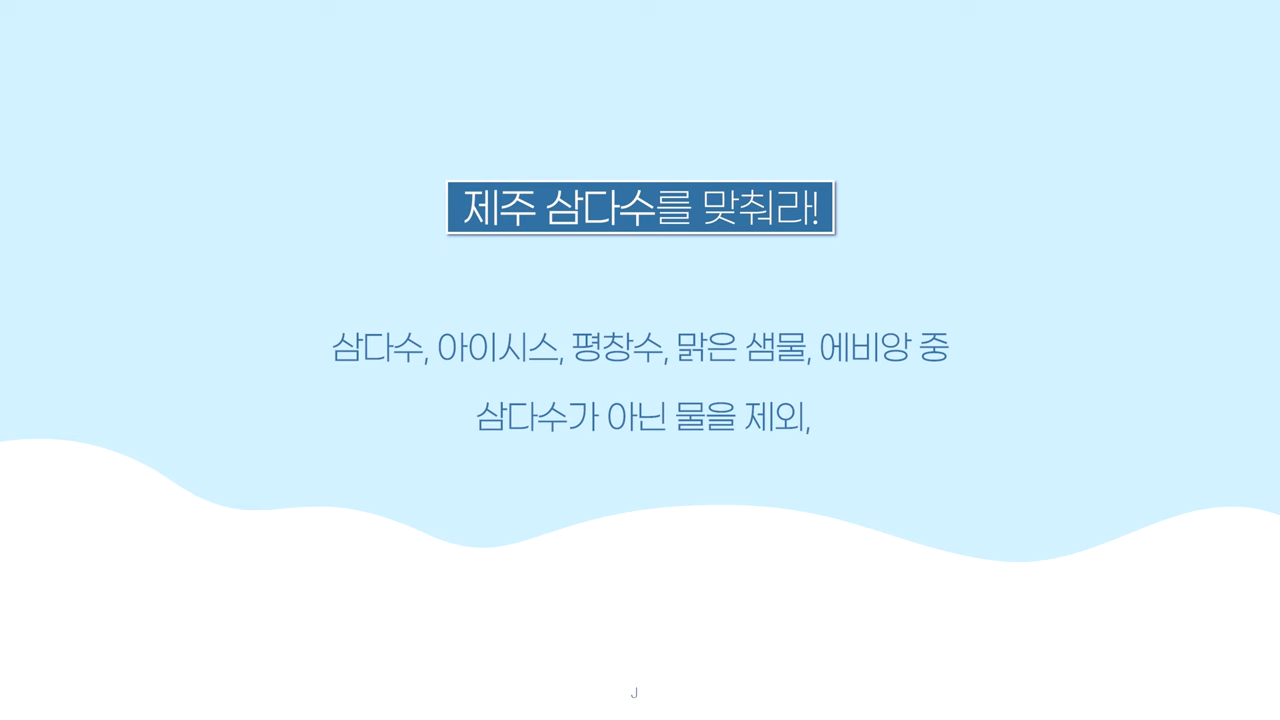 제주 삼다수를 맞춰라!
삼다수, 아이시스, 평창수, 맑은 샘물, 에비앙 중
삼다수가 아닌 물을 제외,
J